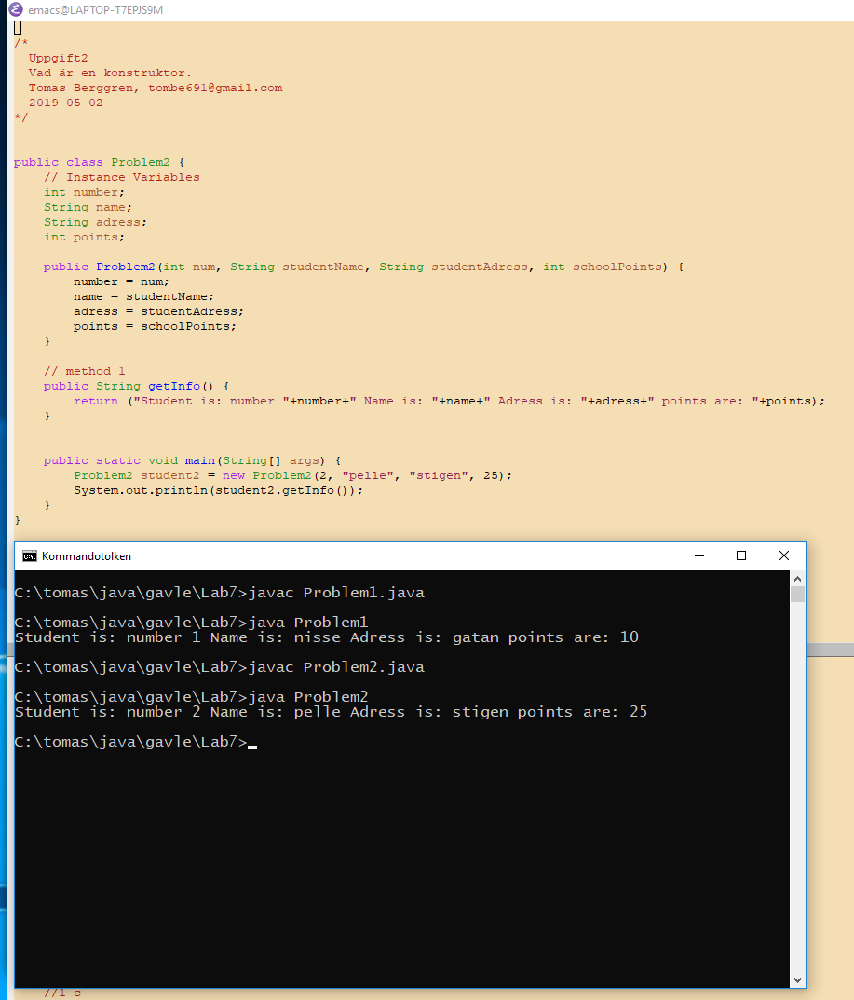 emacs@LAPTOP-T7EPJS9M
/*
  Uppgift2
  Vad är en konstruktor.
  Tomas Berggren, tombe691@gmail.com
  2019-05-02
*/
public class Problem2 {
    // Instance Variables
    int number;
    String name;
    String adress;
    int points;
    public Problem2(int num, String studentName, String studentAdress, int schoolPoints) {
        number = num;
        name = studentName;
        adress = studentAdress;
        points = schoolPoints;
    }
    // method 1
    public String getInfo() {
        return ("Student is: number "+number+" Name is: "+name+" Adress is: "+adress+" points are: "+points);
    }
    public static void main(String[] args) {
        Problem2 student2 = new Problem2(2, "pelle", "stigen", 25);
        System.out.println(student2.getInfo());
    }
}
Kommandotolken
C:\tomas\java\gavle\Lab7>javac Problem1.java
C:\tomas\java\gavle\Lab7>java Problem1
Student is: number 1 Name is: nisse Adress is: gatan points are: 10
C:\tomas\java\gavle\Lab7>javac Problem2.java
C:\tomas\java\gavle\Lab7>java Problem2
Student is: number 2 Name is: pelle Adress is: stigen points are: 25
C:\tomas\java\gavle\Lab7>